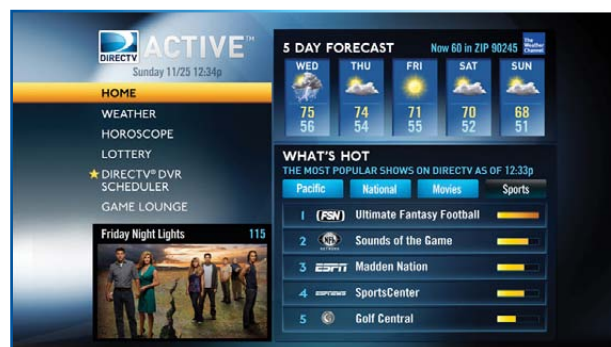 DIRECTV
ACTIVE™
Sunday 11/25 12:34p
HOME
WEATHER
HOROSCOPE
LOTTERY
DIRECTV® DVR
SCHEDULER
GAME LOUNGE
Friday Night Lights 115
5 DAY FORECAST Now 60 in ZIP 90245
The Weather Channel
WED THU FRI SAT SUN
75 74 71 70 68
56 54 55 52 51
WHAT'S HOT
THE MOST POPULAR SHOWS ON DIRECTV AS OF 12:33p
Pacific National Movies Sports
1 FSN Ultimate Fantasy Football
2 NFL NETWORK Sounds of the Game
3 ESPN Madden Nation
4 ESPNEWS SportsCenter
5 Golf Central